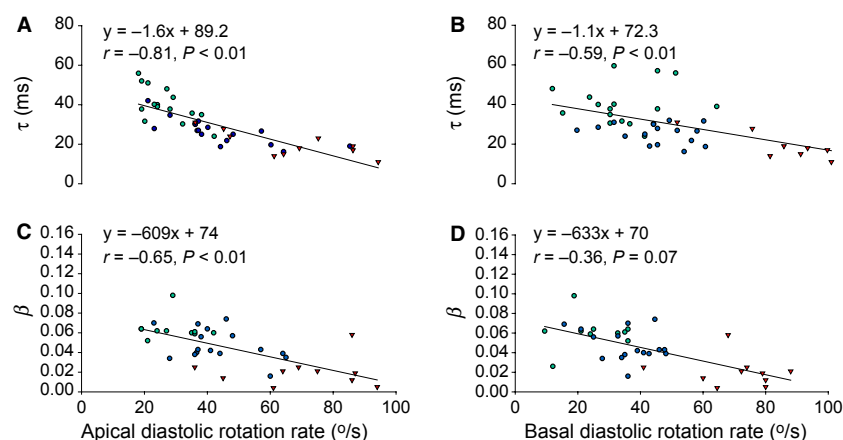 A
y = –1.6x + 89.2
r = –0.81, P < 0.01
80
60
40
20
0
τ (ms)
B
y = –1.1x + 72.3
r = –0.59, P < 0.01
80
60
40
20
0
τ (ms)
C
y = –609x + 74
r = –0.65, P < 0.01
0.16
0.14
0.12
0.10
0.08
0.06
0.04
0.02
0.00
β
0 20 40 60 80 100
Apical diastolic rotation rate (º/s)
D
y = –633x + 70
r = –0.36, P = 0.07
0.16
0.14
0.12
0.10
0.08
0.06
0.04
0.02
0.00
β
0 20 40 60 80 100
Basal diastolic rotation rate (º/s)